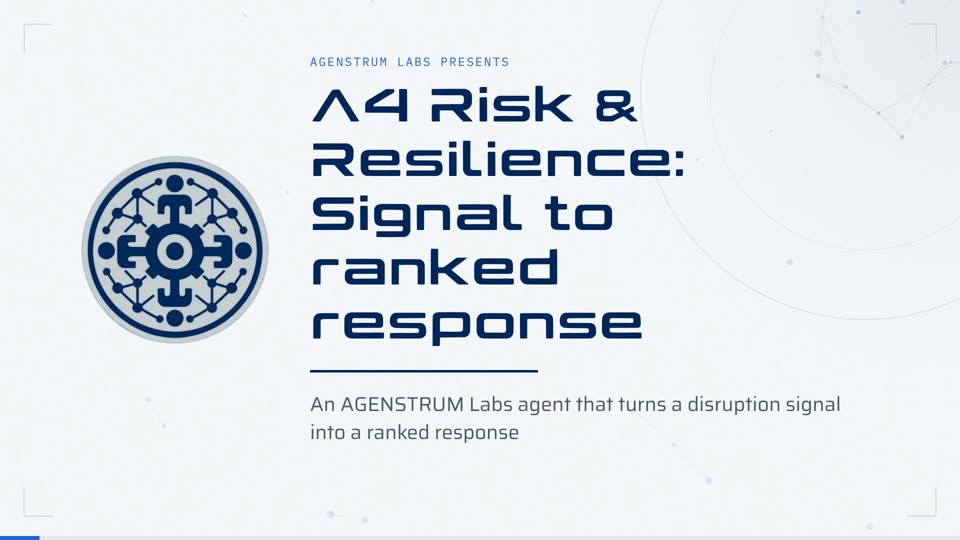 AGENSTRUM LABS PRESENTS
A4 Risk &
Resilience:
Signal to
ranked
response
An AGENSTRUM Labs agent that turns a disruption signal
into a ranked response